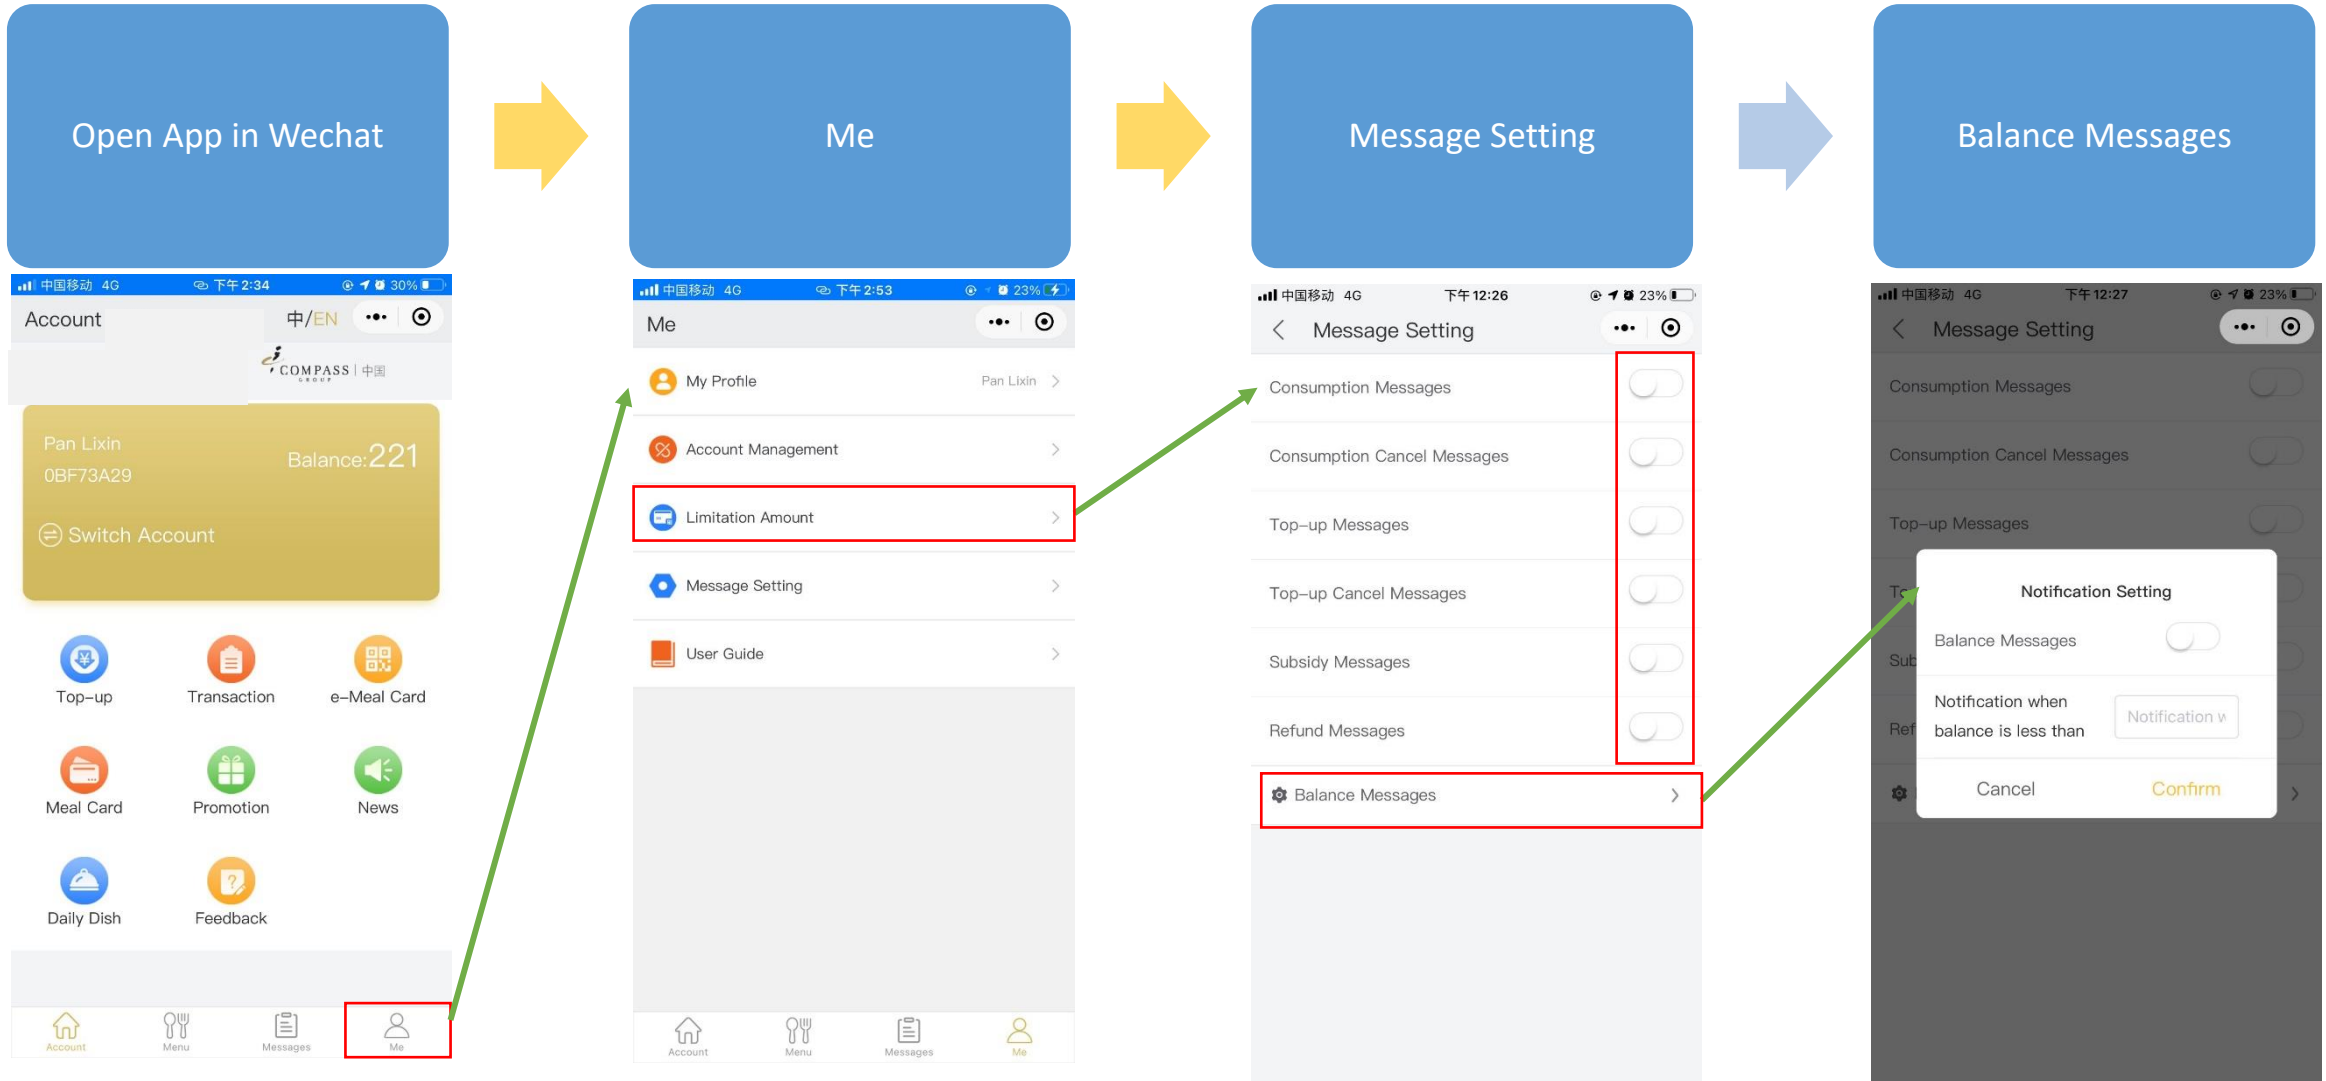 Open App in Wechat
Me
Message Setting
Balance Messages
中国移动 4G 下午2:34 30%
Account 中/EN
COMPASS 中国
GROUP
Pan Lixin
0BF73A29
Balance:221
Switch Account
Top-up Transaction e-Meal Card
Meal Card Promotion News
Daily Dish Feedback
Account Menu Messages Me
中国移动 4G 下午2:53 23%
Me
My Profile Pan Lixin
Account Management
Limitation Amount
Message Setting
User Guide
Account Menu Messages Me
中国移动 4G 下午12:26 23%
Message Setting
Consumption Messages
Consumption Cancel Messages
Top-up Messages
Top-up Cancel Messages
Subsidy Messages
Refund Messages
Balance Messages
中国移动 4G 下午12:27 23%
Message Setting
Consumption Messages
Consumption Cancel Messages
Top-up Messages
Notification Setting
Balance Messages
Sub
Notification when
balance is less than
Notification w
Ref
Cancel Confirm